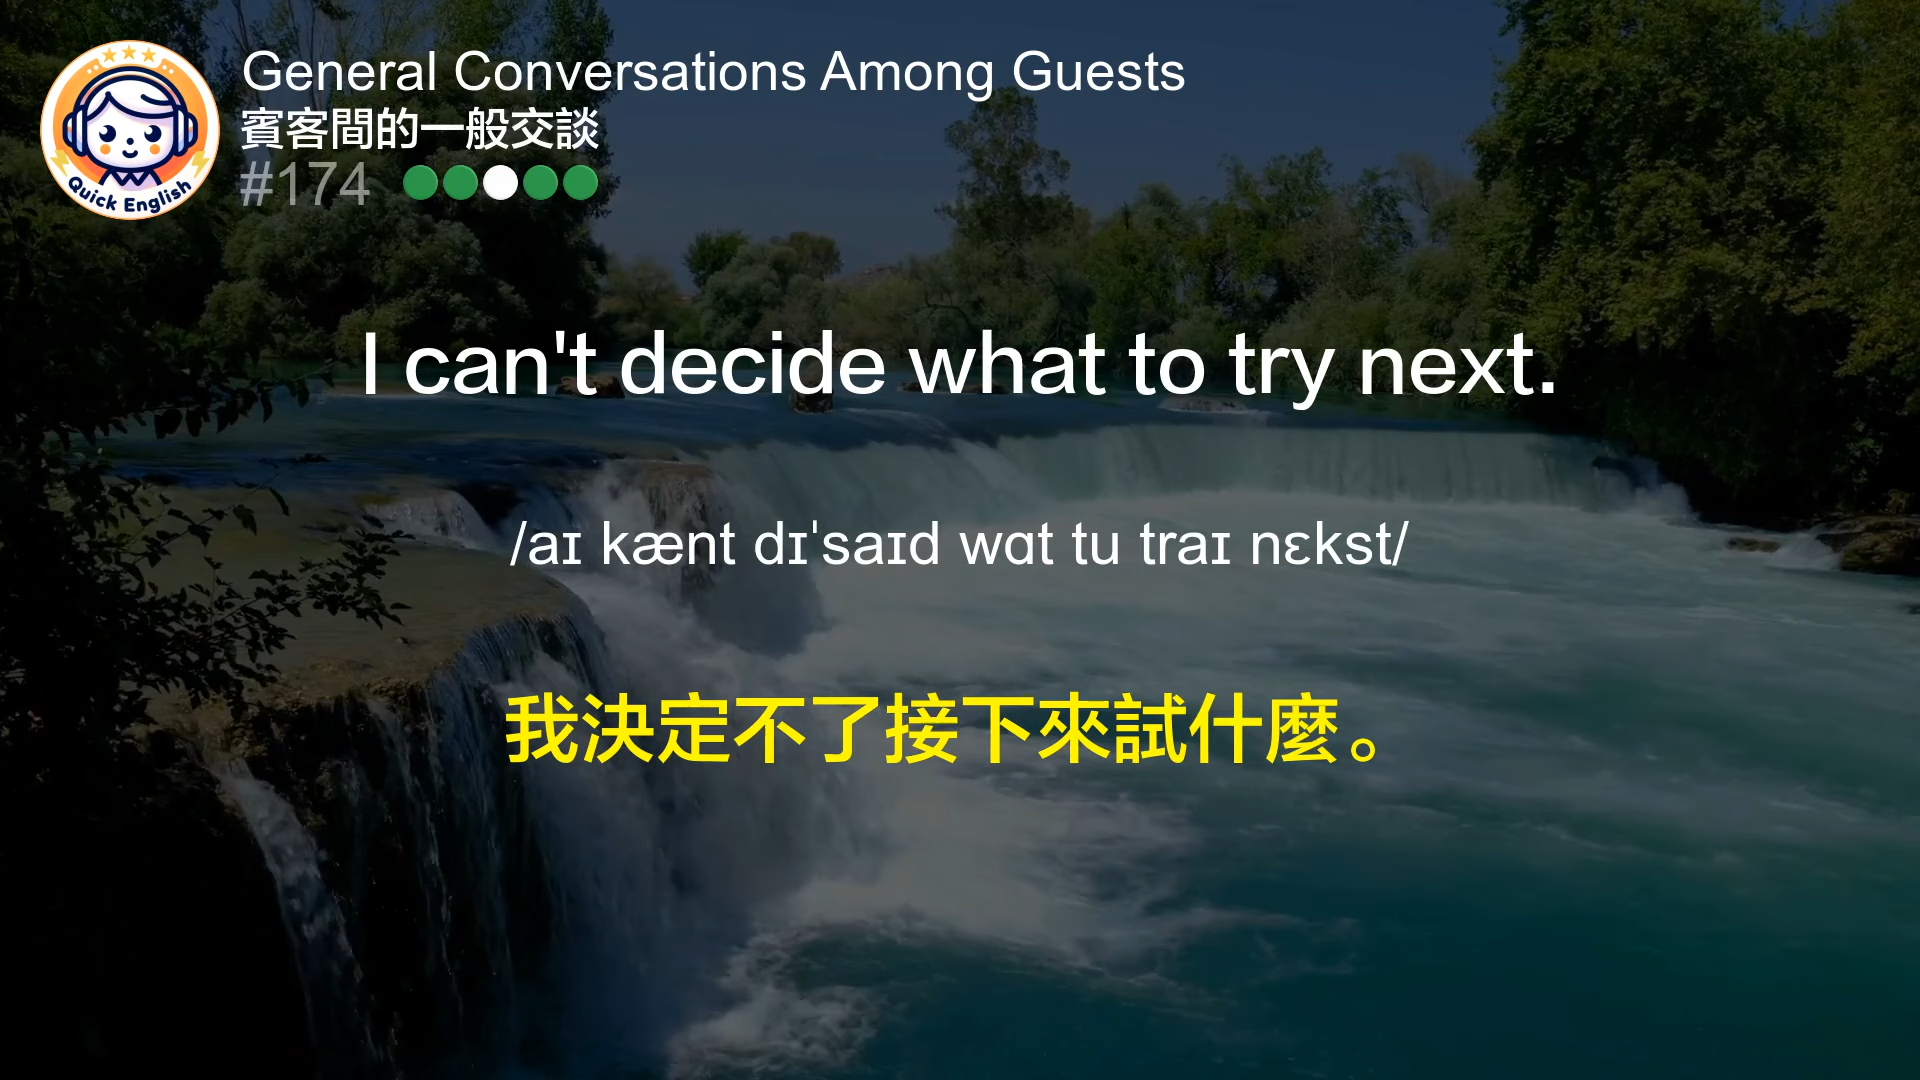 General Conversations Among Guests
賓客間的一般交談
#174
Quick English
I can't decide what to try next.
/aɪ kænt dɪˈsaɪd wɑt tu traɪ nɛkst/
我決定不了接下來試什麼。